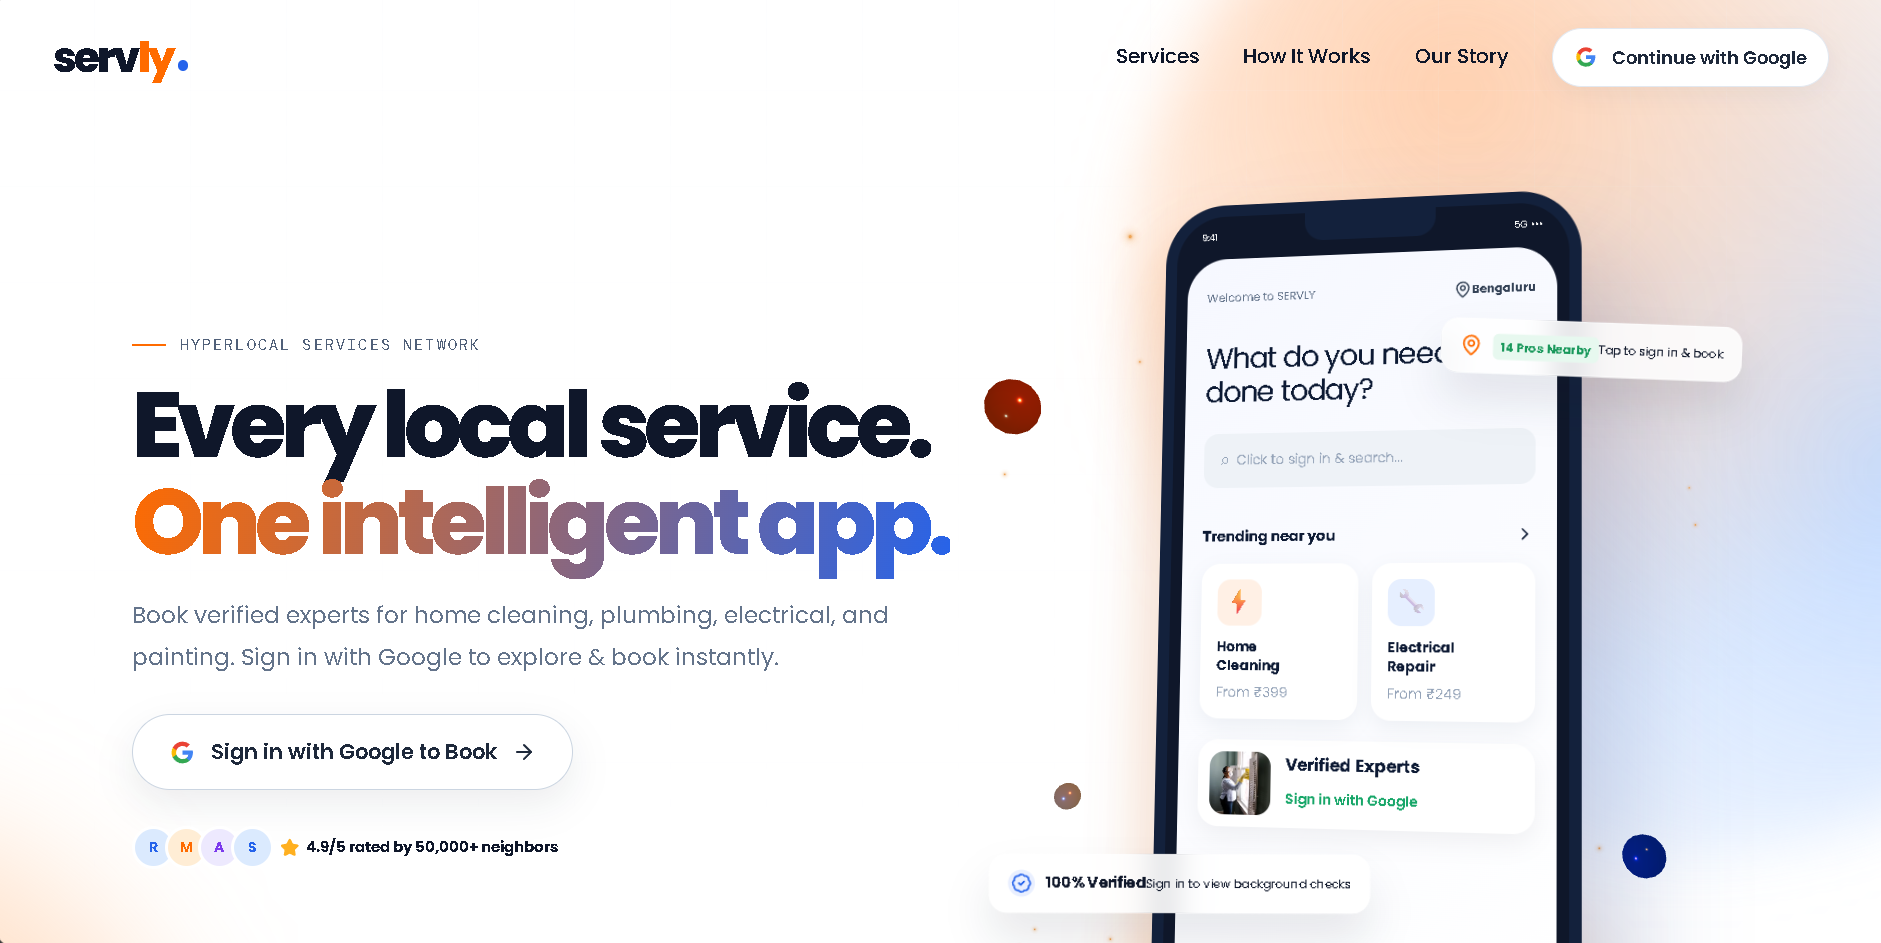 servly.
Services
How It Works
Our Story
Continue with Google
HYPERLOCAL SERVICES NETWORK
Every local service.
One intelligent app.
Book verified experts for home cleaning, plumbing, electrical, and
painting. Sign in with Google to explore & book instantly.
Sign in with Google to Book
R M A S
4.9/5 rated by 50,000+ neighbors
9:41
5G
Welcome to SERVLY
Bengaluru
What do you need
done today?
14 Pros Nearby Tap to sign in & book
Click to sign in & search...
Trending near you
Home
Cleaning
From ₹399
Electrical
Repair
From ₹249
Verified Experts
Sign in with Google
100% Verified Sign in to view background checks